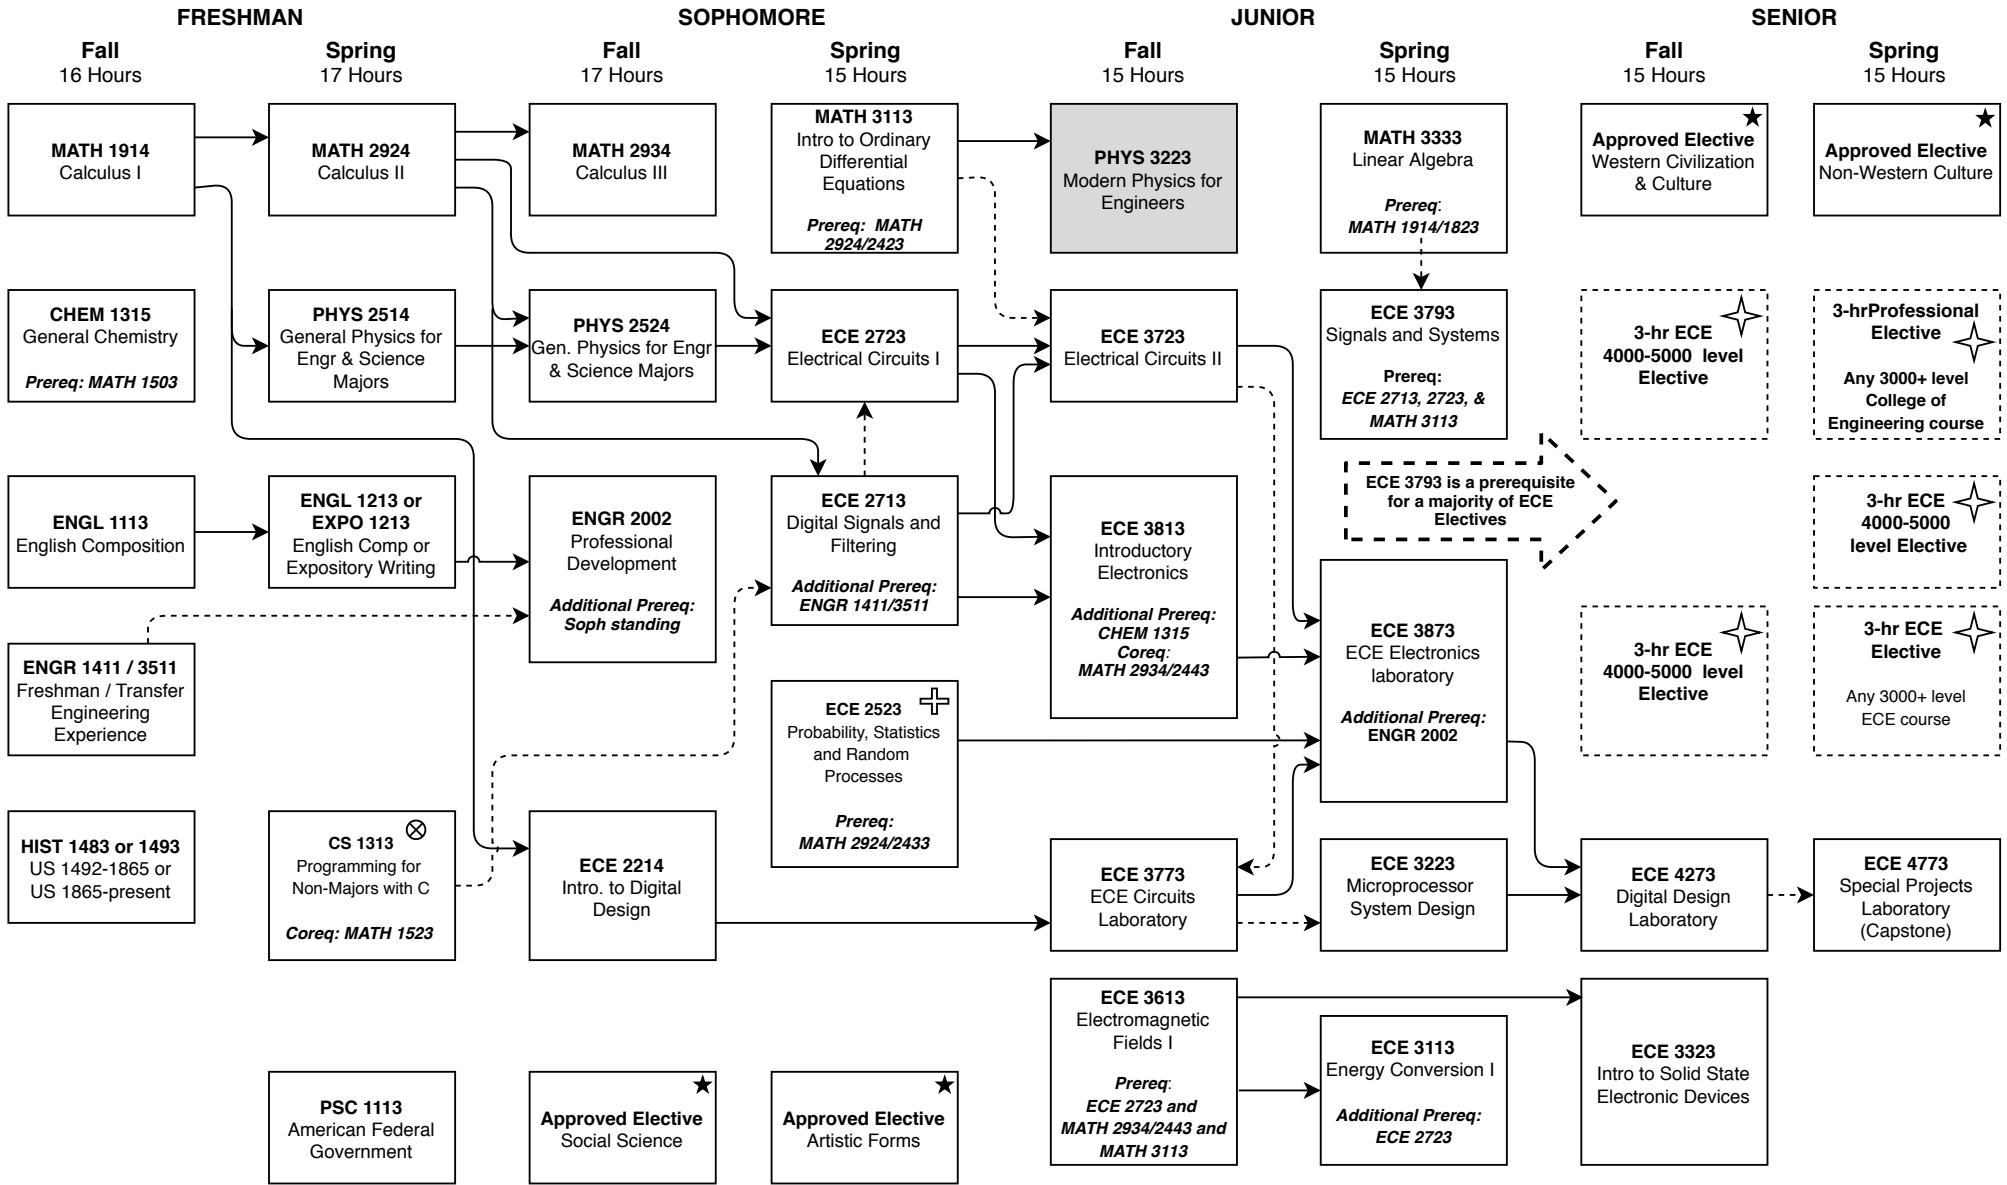 FRESHMAN
SOPHOMORE
JUNIOR
SENIOR
Fall
16 Hours
Spring
17 Hours
Fall
17 Hours
Spring
15 Hours
Fall
15 Hours
Spring
15 Hours
Fall
15 Hours
Spring
15 Hours
MATH 1914
Calculus I
MATH 2924
Calculus II
MATH 2934
Calculus III
MATH 3113
Intro to Ordinary
Differential
Equations
Prereq: MATH
2924/2423
PHYS 3223
Modern Physics for
Engineers
MATH 3333
Linear Algebra
Prereq:
MATH 1914/1823
Approved Elective
Western Civilization
& Culture
Approved Elective
Non-Western Culture
CHEM 1315
General Chemistry
Prereq: MATH 1503
PHYS 2514
General Physics for
Engr & Science
Majors
PHYS 2524
Gen. Physics for Engr
& Science Majors
ECE 2723
Electrical Circuits I
ECE 3723
Electrical Circuits II
ECE 3793
Signals and Systems
Prereq:
ECE 2713, 2723, &
MATH 3113
3-hr ECE
4000-5000 level
Elective
3-hrProfessional
Elective
Any 3000+ level
College of
Engineering course
ENGL 1113
English Composition
ENGL 1213 or
EXPO 1213
English Comp or
Expository Writing
ENGR 2002
Professional
Development
Additional Prereq:
Soph standing
ECE 2713
Digital Signals and
Filtering
Additional Prereq:
ENGR 1411/3511
ECE 3813
Introductory
Electronics
Additional Prereq:
CHEM 1315
Coreq:
MATH 2934/2443
ECE 3793 is a prerequisite
for a majority of ECE
Electives
3-hr ECE
4000-5000
level Elective
ENGR 1411 / 3511
Freshman / Transfer
Engineering
Experience
ECE 2523
Probability, Statistics
and Random
Processes
Prereq:
MATH 2924/2433
ECE 3873
ECE Electronics
laboratory
Additional Prereq:
ENGR 2002
3-hr ECE
4000-5000 level
Elective
3-hr ECE
Elective
Any 3000+ level
ECE course
HIST 1483 or 1493
US 1492-1865 or
US 1865-present
CS 1313
Programming for
Non-Majors with C
Coreq: MATH 1523
ECE 2214
Intro. to Digital
Design
ECE 3773
ECE Circuits
Laboratory
ECE 3223
Microprocessor
System Design
ECE 4273
Digital Design
Laboratory
ECE 4773
Special Projects
Laboratory
(Capstone)
PSC 1113
American Federal
Government
Approved Elective
Social Science
Approved Elective
Artistic Forms
ECE 3613
Electromagnetic
Fields I
Prereq:
ECE 2723 and
MATH 2934/2443 and
MATH 3113
ECE 3113
Energy Conversion I
Additional Prereq:
ECE 2723
ECE 3323
Intro to Solid State
Electronic Devices